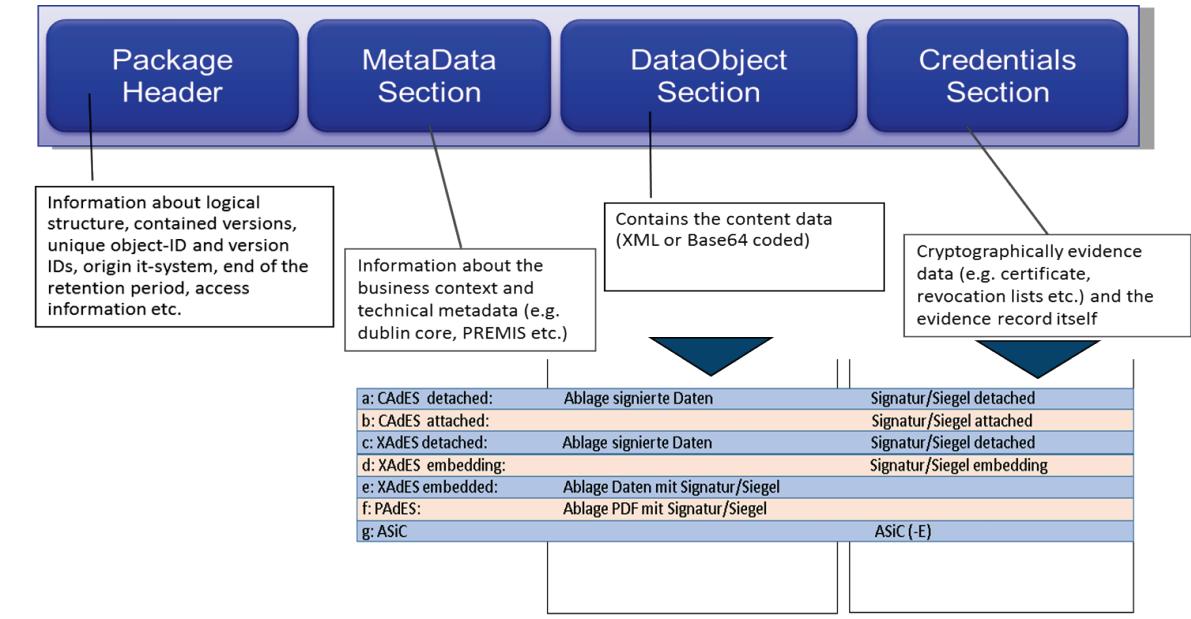 Package
Header
MetaData
Section
DataObject
Section
Credentials
Section
Information about logical
structure, contained versions,
unique object-ID and version
IDs, origin it-system, end of the
retention period, access
information etc.
Information about the
business context and
technical metadata (e.g.
dublin core, PREMIS etc.)
Contains the content data
(XML or Base64 coded)
Cryptographically evidence
data (e.g. certificate,
revocation lists etc.) and the
evidence record itself
a: CAdES detached: Ablage signierte Daten Signatur/Siegel detached
b: CAdES attached: Signatur/Siegel attached
c: XAdES detached: Ablage signierte Daten Signatur/Siegel detached
d: XAdES embedding: Signatur/Siegel embedding
e: XAdES embedded: Ablage Daten mit Signatur/Siegel
f: PAdES: Ablage PDF mit Signatur/Siegel
g: ASiC ASiC (-E)